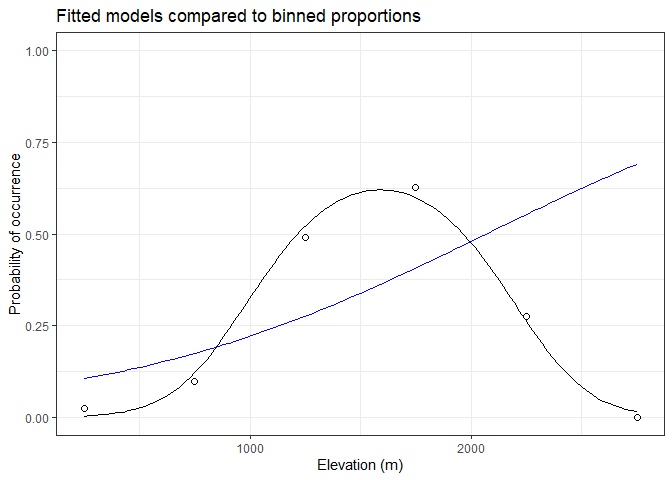 Fitted models compared to binned proportions
1.00
0.75
0.50
0.25
0.00
Probability of occurrence
1000
2000
Elevation (m)